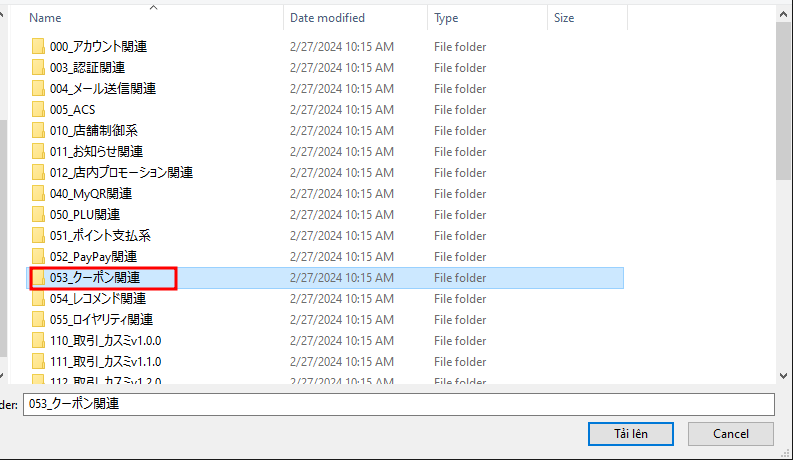 Name Date modified Type Size
000_アカウント関連 2/27/2024 10:15 AM File folder
003_認証関連 2/27/2024 10:15 AM File folder
004_メール送信関連 2/27/2024 10:15 AM File folder
005_ACS 2/27/2024 10:15 AM File folder
010_店舗制御系 2/27/2024 10:15 AM File folder
011_お知らせ関連 2/27/2024 10:15 AM File folder
012_店内プロモーション関連 2/27/2024 10:15 AM File folder
040_MyQR関連 2/27/2024 10:15 AM File folder
050_PLU関連 2/27/2024 10:15 AM File folder
051_ポイント支払系 2/27/2024 10:15 AM File folder
052_PayPay関連 2/27/2024 10:15 AM File folder
053_クーポン関連 2/27/2024 10:15 AM File folder
054_レコメンド関連 2/27/2024 10:15 AM File folder
055_ロイヤリティ関連 2/27/2024 10:15 AM File folder
110_取引_カスミv1.0.0 2/27/2024 10:15 AM File folder
111_取引_カスミv1.1.0 2/27/2024 10:15 AM File folder
112_取引_カスミv1.2.0 2/27/2024 10:15 AM File folder
der: 053_クーポン関連
Tải lên Cancel